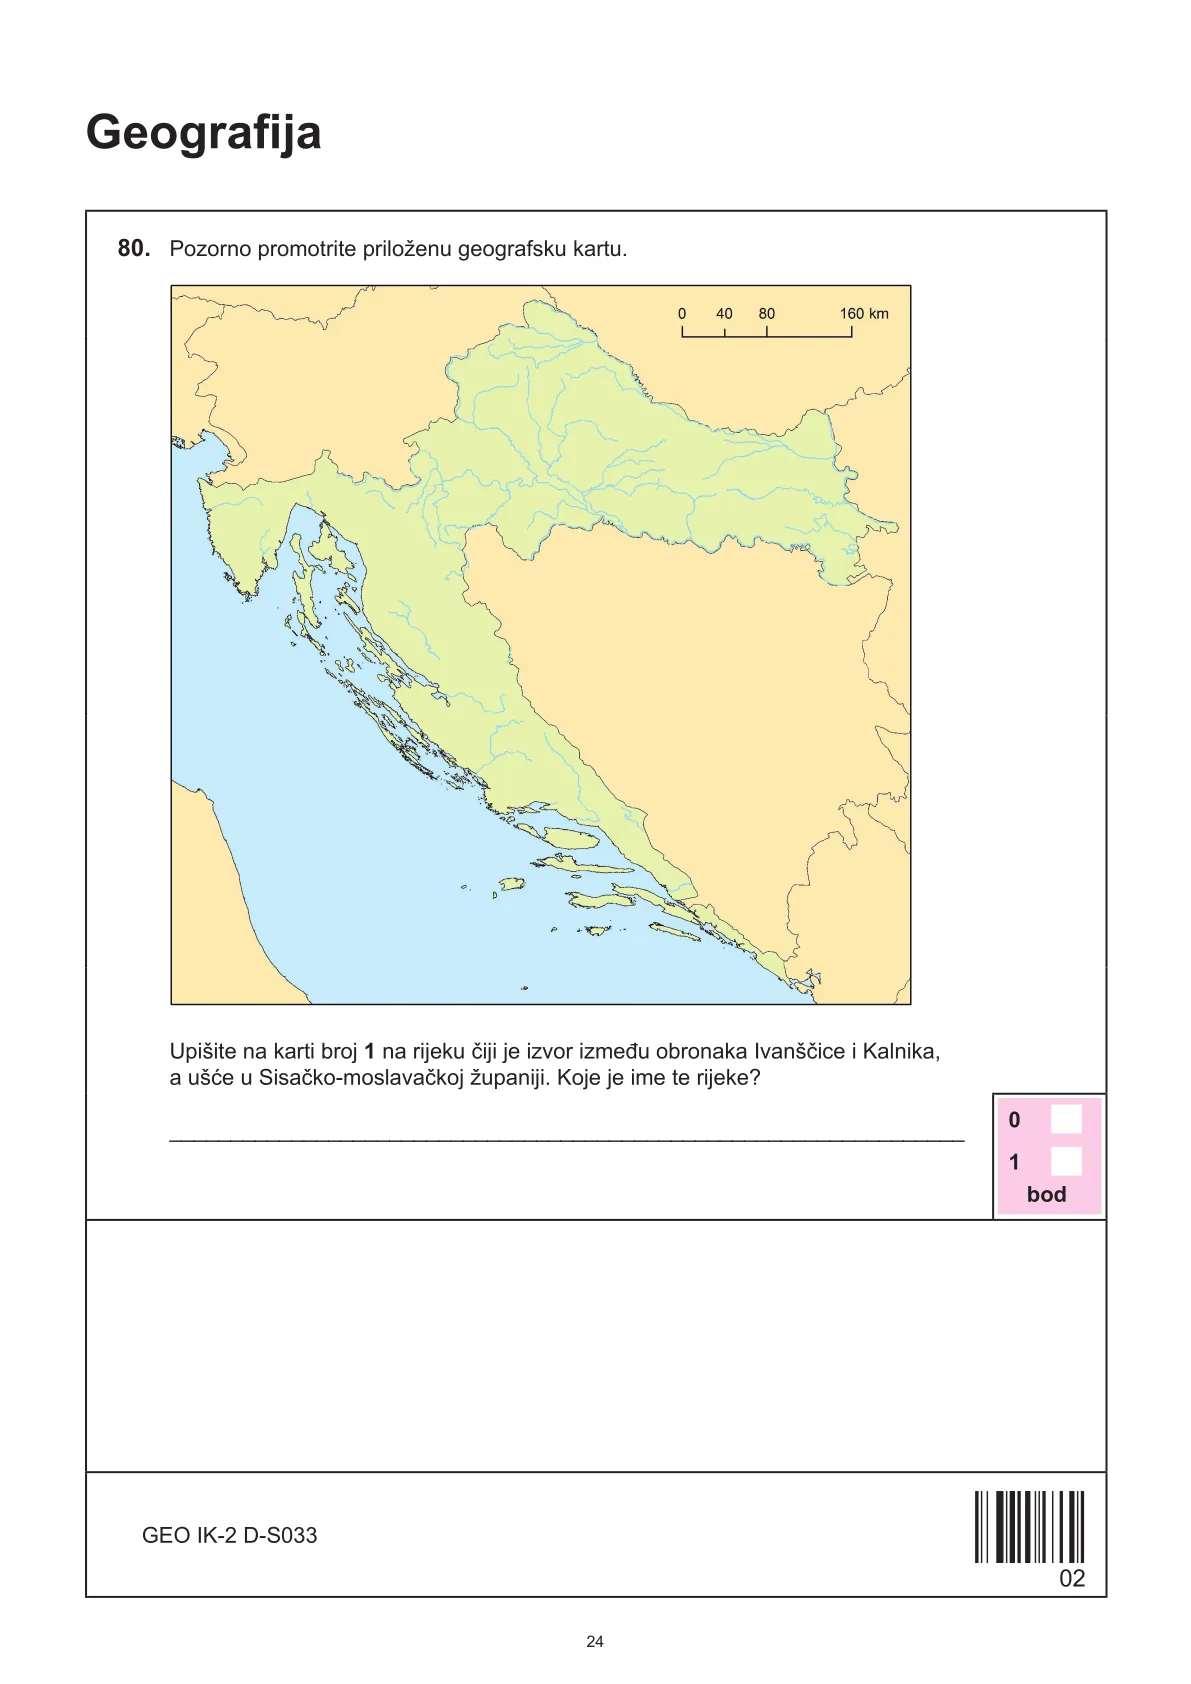 Geografija
80. Pozorno promotrite priloženu geografsku kartu.
0 40 80 160 km
Upišite na karti broj 1 na rijeku čiji je izvor između obronaka Ivanščice i Kalnika,
a ušće u Sisačko-moslavačkoj županiji. Koje je ime te rijeke?
0
1
bod
GEO IK-2 D-S033
02
24